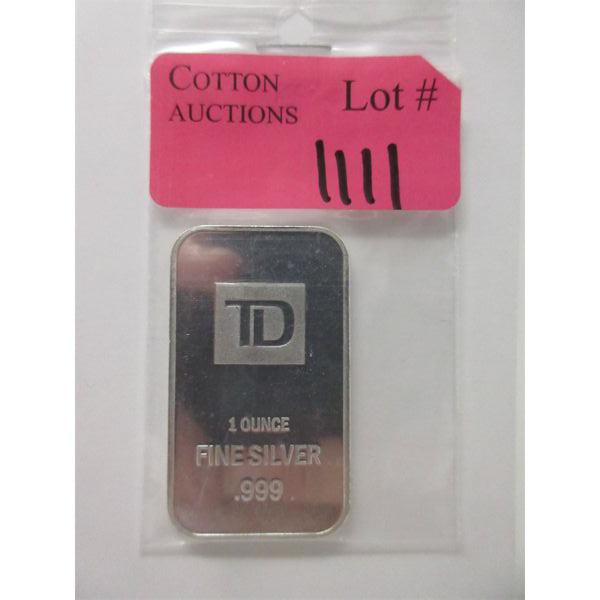 COTTON
AUCTIONS
Lot #
1111
TD
1 OUNCE
FINE SILVER
.999